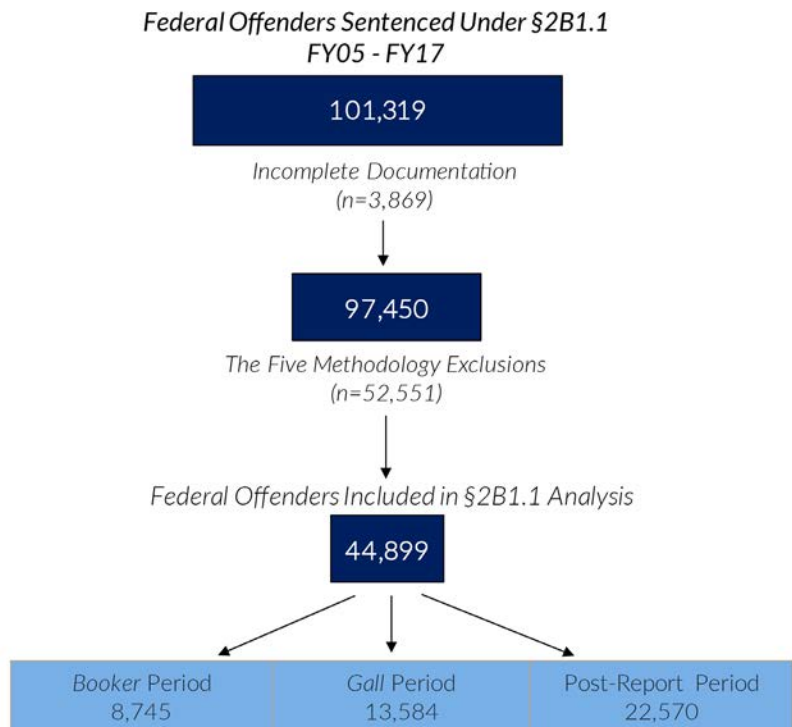 Federal Offenders Sentenced Under §2B1.1
FY05 - FY17
101,319
Incomplete Documentation
(n=3,869)
97,450
The Five Methodology Exclusions
(n=52,551)
Federal Offenders Included in §2B1.1 Analysis
44,899
Booker Period
8,745
Gall Period
13,584
Post-Report Period
22,570